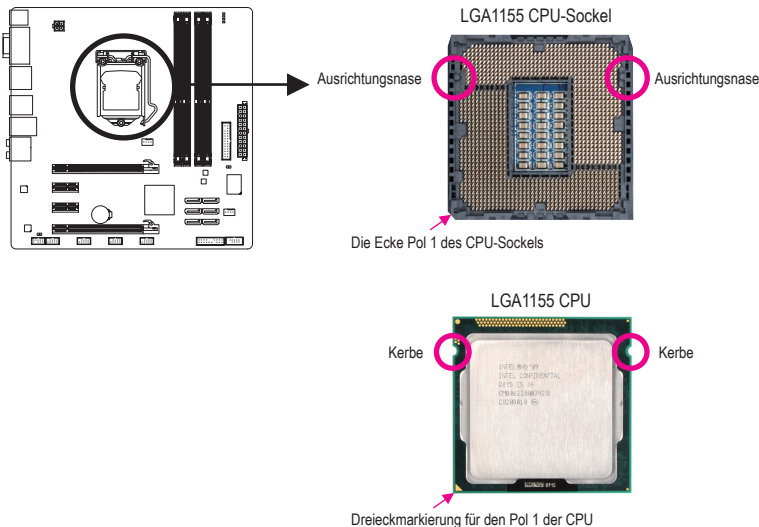 LGA1155 CPU-Sockel
Ausrichtungsnase
Ausrichtungsnase
Die Ecke Pol 1 des CPU-Sockels
LGA1155 CPU
Kerbe
Kerbe
INTEL CONFIDENTIAL
Dreieckmarkierung für den Pol 1 der CPU